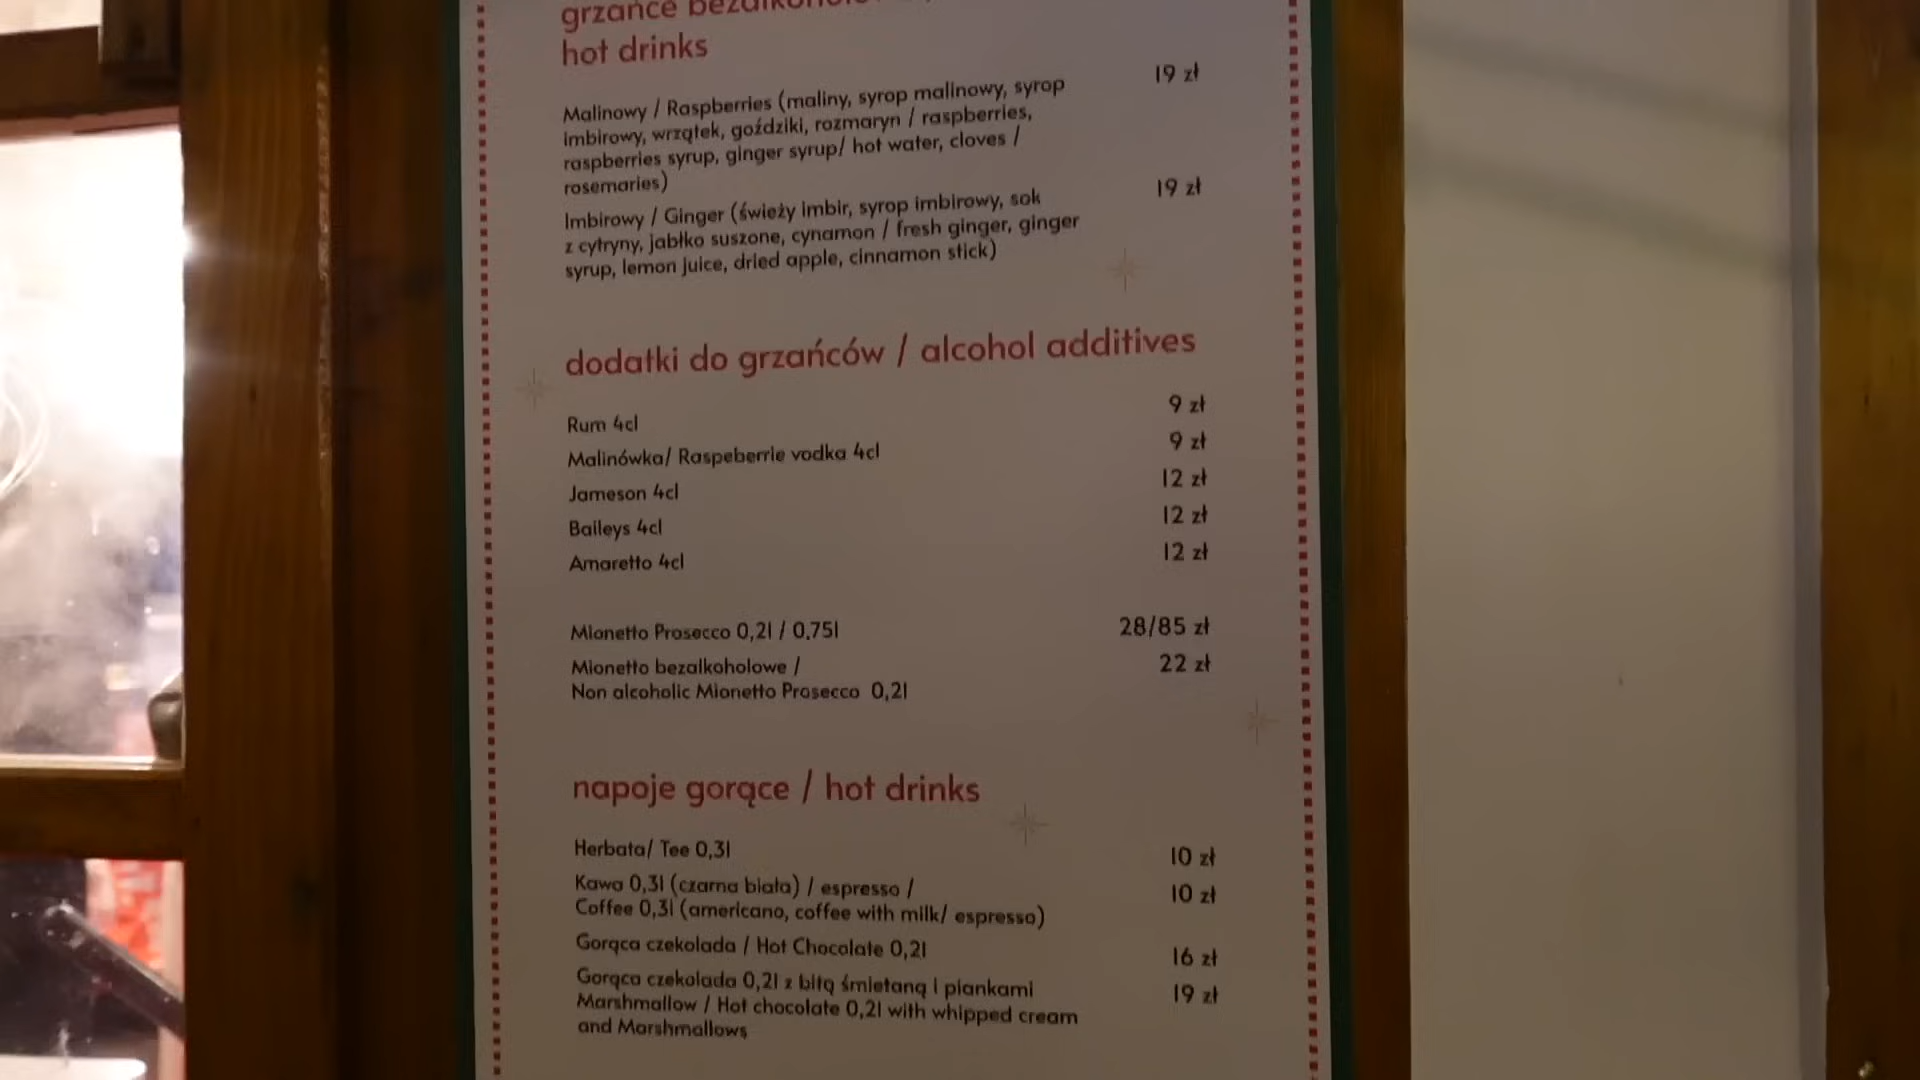 grzańce
hot drinks
19 zł
Malinowy / Raspberries (maliny, syrop malinowy, syrop
imbirowy, wrzątek, goździki, rozmaryn / raspberries,
raspberries syrup, ginger syrup/ hot water, cloves /
rosemaries)
19 zł
Imbirowy / Ginger (świeży imbir, syrop imbirowy, sok
z cytryny, jabłko suszone, cynamon / fresh ginger, ginger
syrup, lemon juice, dried apple, cinnamon stick)
dodatki do grzańców / alcohol additives
Rum 4cl 9 zł
Malinówka/ Raspeberrie vodka 4cl 9 zł
Jameson 4cl 12 zł
Baileys 4cl 12 zł
Amaretto 4cl 12 zł
Mionetto Prosecco 0,2l / 0.75l 28/85 zł
Mionetto bezalkoholowe / 22 zł
Non alcoholic Mionetto Prosecco 0,2l
napoje gorące / hot drinks
Herbata/ Tee 0,3l 10 zł
Kawa 0,3l (czarna biała) / espresso / 10 zł
Coffee 0,3l (americano, coffee with milk/ espresso)
Gorąca czekolada / Hot Chocolate 0,2l 16 zł
Gorąca czekolada 0,2l z bitą śmietaną i piankami 19 zł
Marshmallow / Hot chocolate 0,2l with whipped cream
and Marshmallows